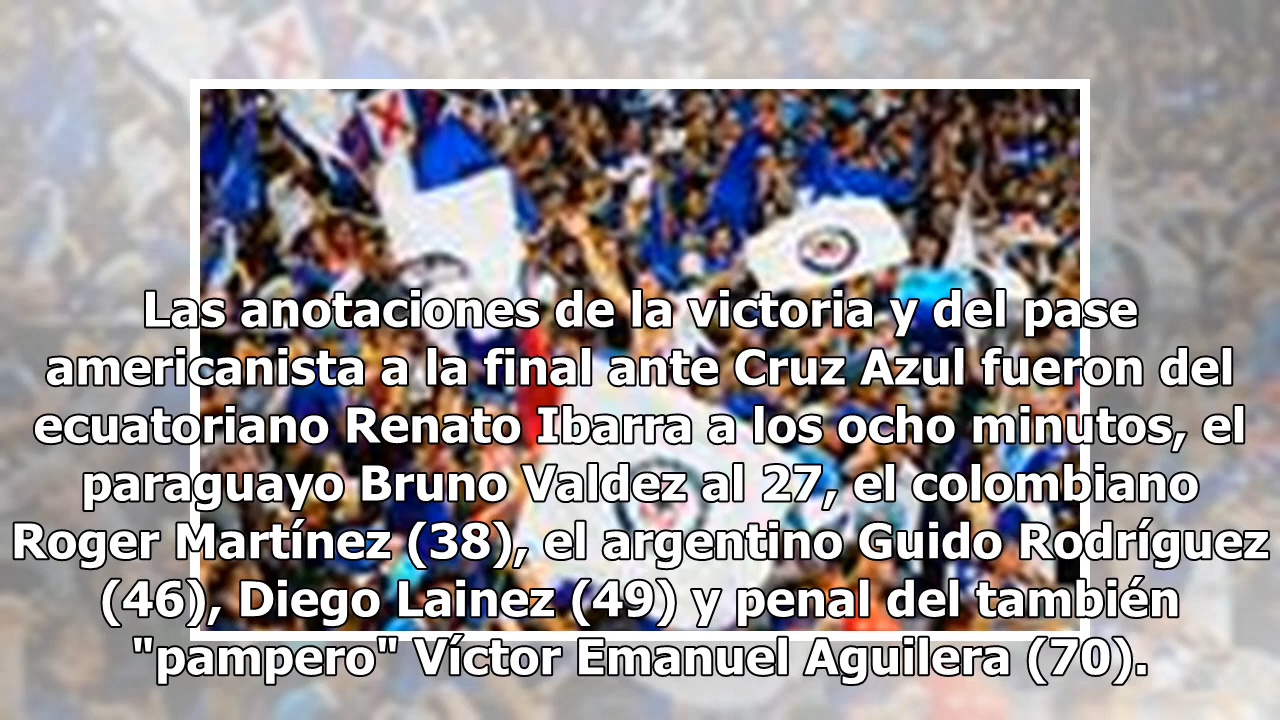 Las anotaciones de la victoria y del pase
americanista a la final ante Cruz Azul fueron del
ecuatoriano Renato Ibarra a los ocho minutos, el
paraguayo Bruno Valdez al 27, el colombiano
Roger Martínez (38), el argentino Guido Rodríguez
(46), Diego Lainez (49) y penal del también
"pampero" Víctor Emanuel Aguilera (70).